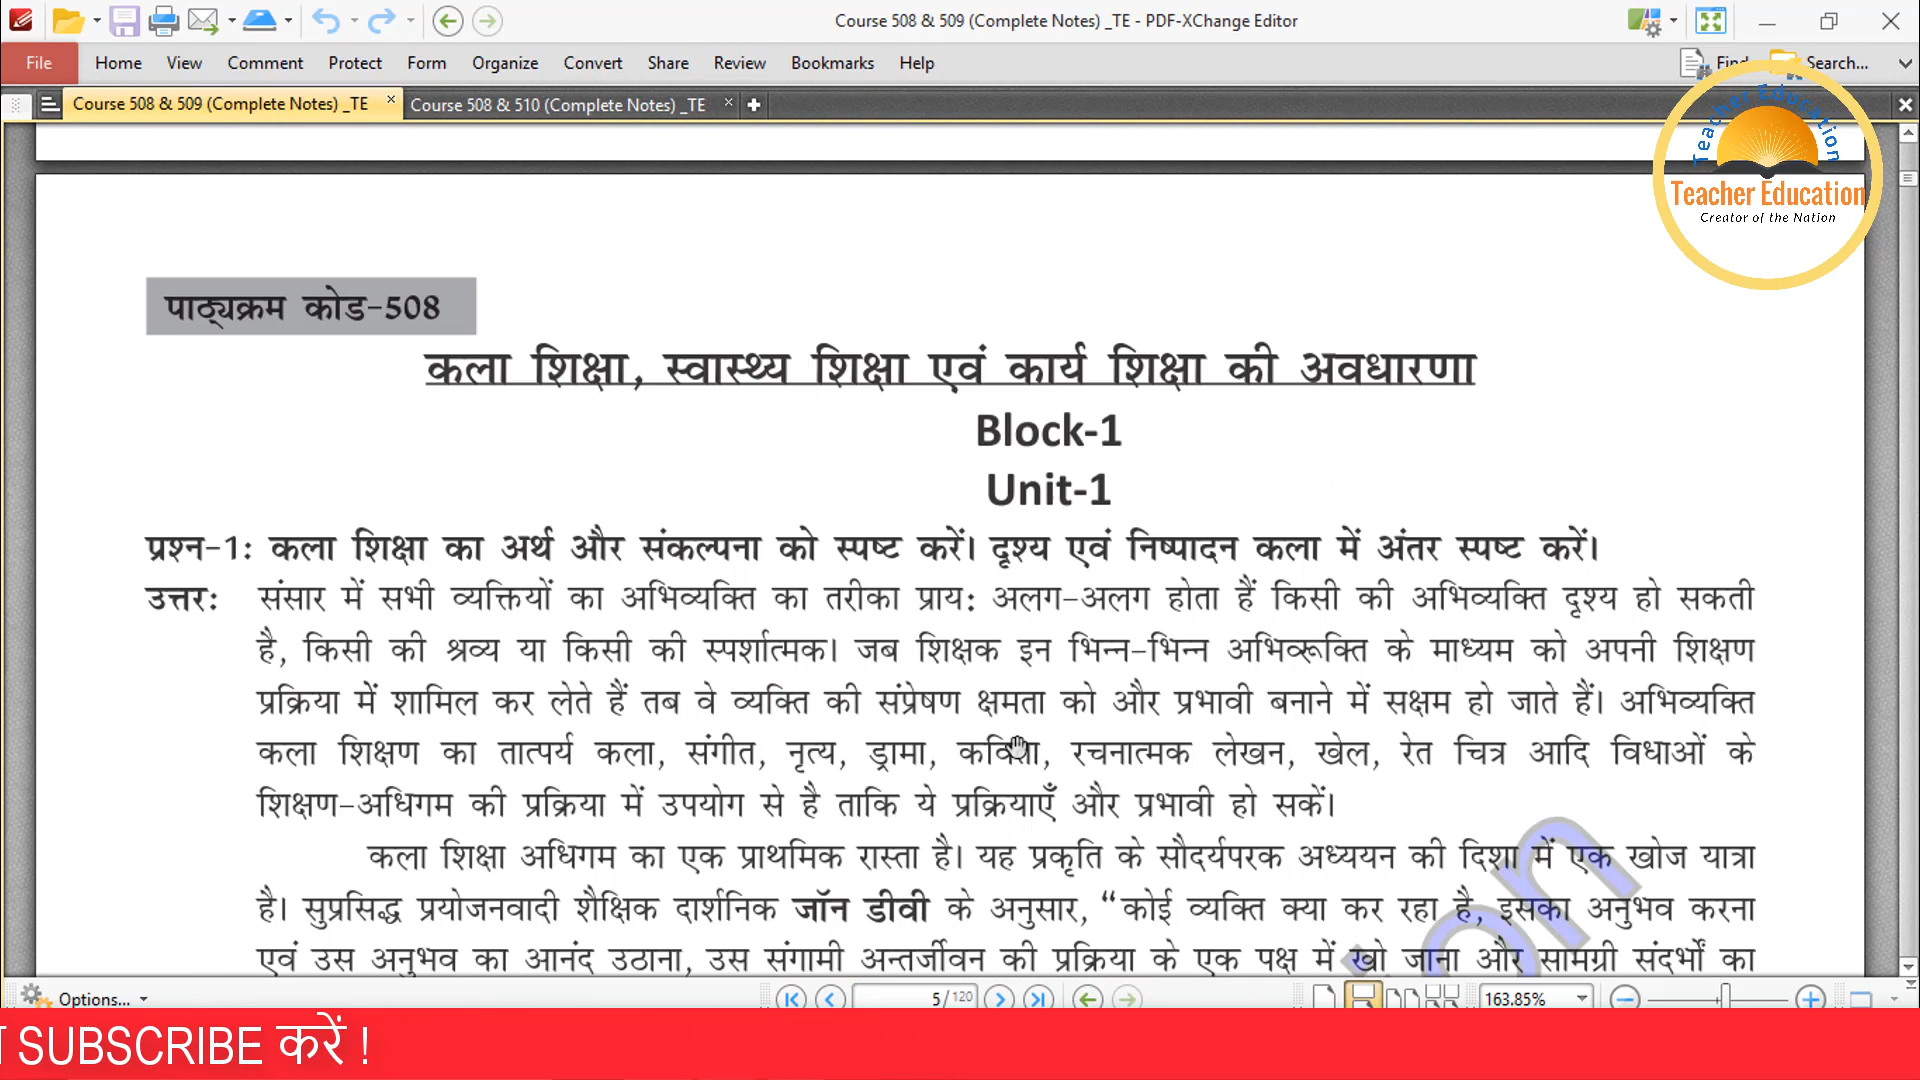 Course 508 & 509 (Complete Notes) _TE - PDF-XChange Editor
File Home View Comment Protect Form Organize Convert Share Review Bookmarks Help Find Search...
Course 508 & 509 (Complete Notes) _TE Course 508 & 510 (Complete Notes) _TE
Teacher Education
Teacher Education
Creator of the Nation
पाठ्यक्रम कोड-508
कला शिक्षा, स्वास्थ्य शिक्षा एवं कार्य शिक्षा की अवधारणा
Block-1
Unit-1
प्रश्न-1: कला शिक्षा का अर्थ और संकल्पना को स्पष्ट करें। दृश्य एवं निष्पादन कला में अंतर स्पष्ट करें।
उत्तर: संसार में सभी व्यक्तियों का अभिव्यक्ति का तरीका प्राय: अलग-अलग होता हैं किसी की अभिव्यक्ति दृश्य हो सकती
है, किसी की श्रव्य या किसी की स्पर्शात्मक। जब शिक्षक इन भिन्न-भिन्न अभिव्रूक्ति के माध्यम को अपनी शिक्षण
प्रक्रिया में शामिल कर लेते हैं तब वे व्यक्ति की संप्रेषण क्षमता को और प्रभावी बनाने में सक्षम हो जाते हैं। अभिव्यक्ति
कला शिक्षण का तात्पर्य कला, संगीत, नृत्य, ड्रामा, कविता, रचनात्मक लेखन, खेल, रेत चित्र आदि विधाओं के
शिक्षण-अधिगम की प्रक्रिया में उपयोग से है ताकि ये प्रक्रियाएँ और प्रभावी हो सकें।
कला शिक्षा अधिगम का एक प्राथमिक रास्ता है। यह प्रकृति के सौदर्यपरक अध्ययन की दिशा में एक खोज यात्रा
है। सुप्रसिद्ध प्रयोजनवादी शैक्षिक दार्शनिक जॉन डीवी के अनुसार, “कोई व्यक्ति क्या कर रहा है, इसका अनुभव करना
एवं उस अनुभव का आनंद उठाना, उस संगामी अन्तर्जीवन की प्रक्रिया के एक पक्ष में खो जाना और सामग्री संदर्भों का
Options... 5 / 120 163.85%
SUBSCRIBE करें !